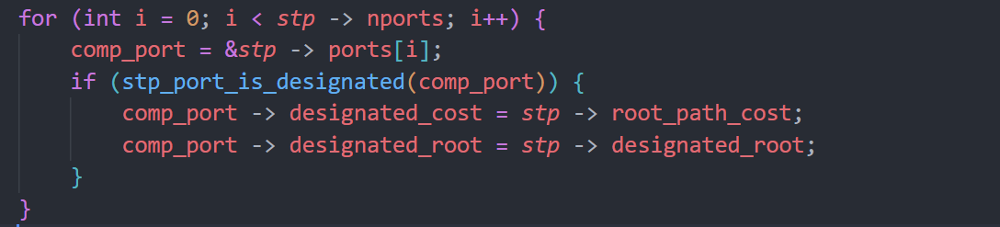 for (int i = 0; i < stp -> nports; i++) {
    comp_port = &stp -> ports[i];
    if (stp_port_is_designated(comp_port)) {
        comp_port -> designated_cost = stp -> root_path_cost;
        comp_port -> designated_root = stp -> designated_root;
    }
}